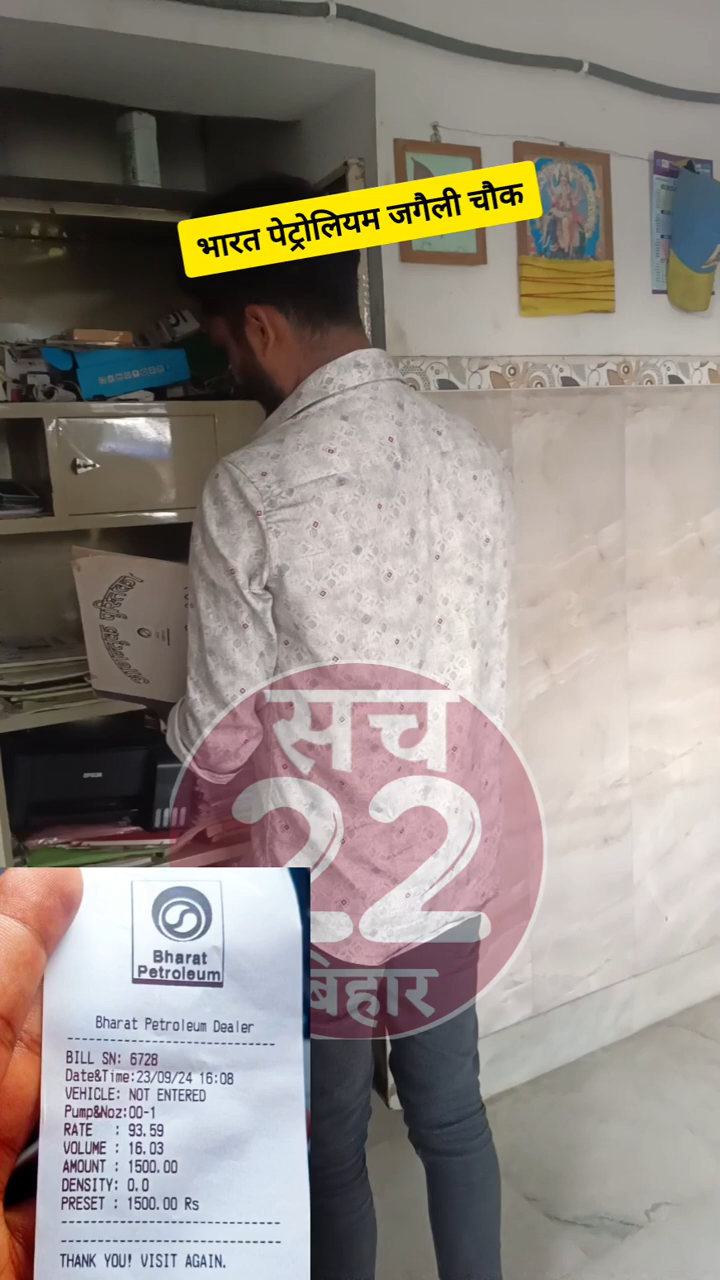 भारत पेट्रोलियम जगैली चौक
EPSON
सच
22
बिहार
Bharat
Petroleum
Bharat Petroleum Dealer
BILL SN: 6728
Date&Time:23/09/24 16:08
VEHICLE: NOT ENTERED
Pump&Noz:00-1
RATE : 93.59
VOLUME : 16.03
AMOUNT : 1500.00
DENSITY: 0.0
PRESET : 1500.00 Rs
THANK YOU! VISIT AGAIN.